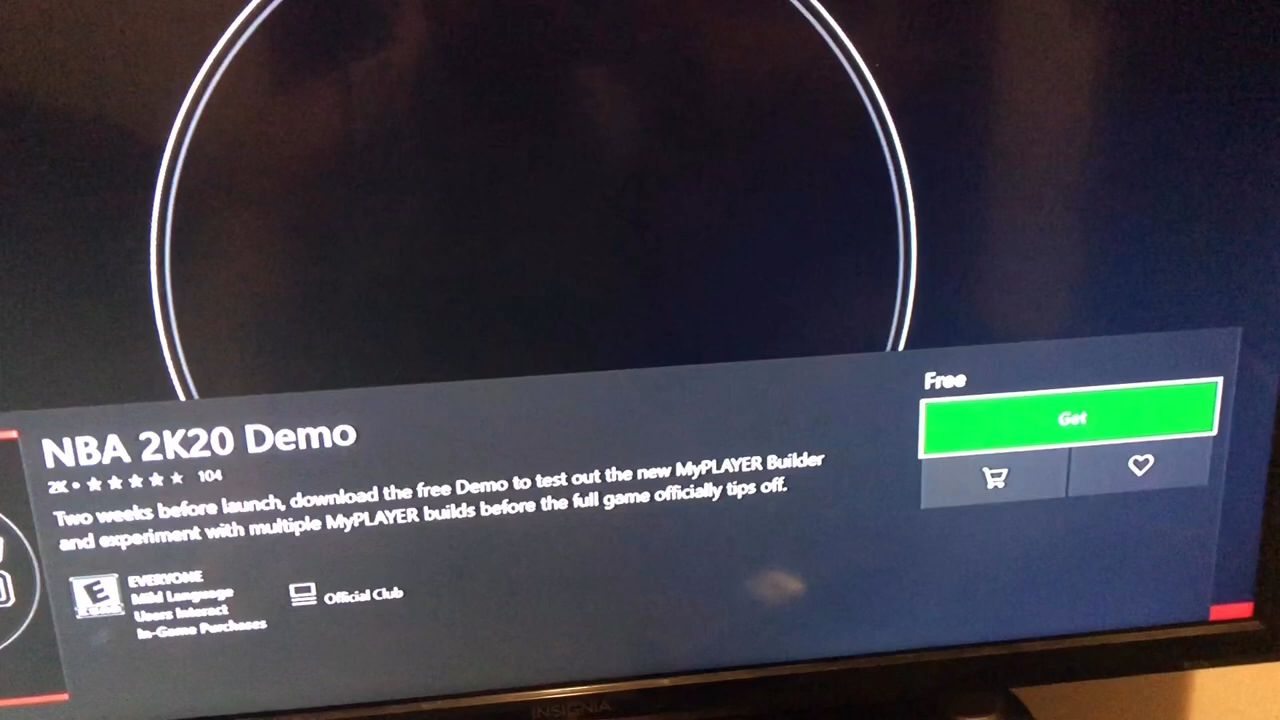 Free
Get
NBA 2K20 Demo
2K • ★★★★★ 104
Two weeks before launch, download the free Demo to test out the new MyPLAYER Builder
and experiment with multiple MyPLAYER builds before the full game officially tips off.
E
EVERYONE
Mild Language
Users Interact
In-Game Purchases
Official Club
INSIGNIA